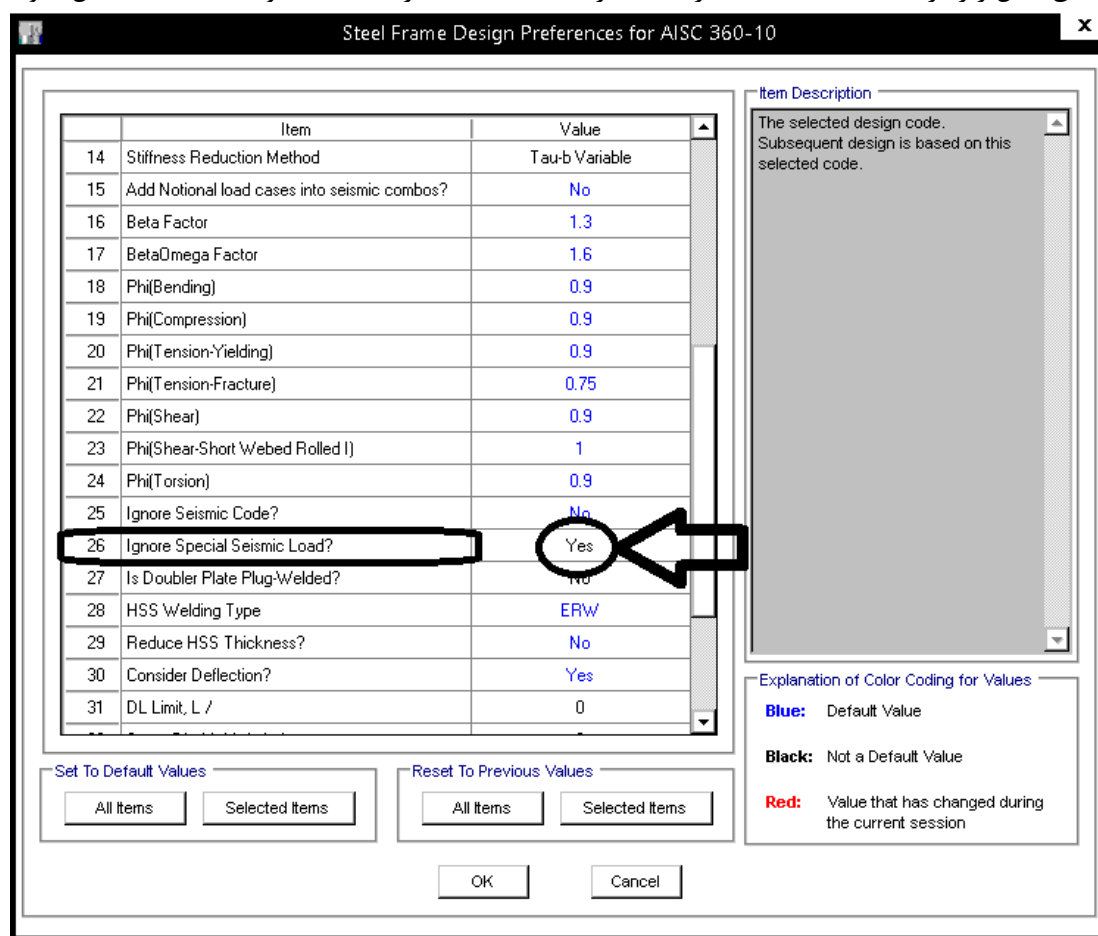 Steel Frame Design Preferences for AISC 360-10
x
Item Value
14 Stiffness Reduction Method Tau-b Variable
15 Add Notional load cases into seismic combos? No
16 Beta Factor 1.3
17 BetaOmega Factor 1.6
18 Phi(Bending) 0.9
19 Phi(Compression) 0.9
20 Phi(Tension-Yielding) 0.9
21 Phi(Tension-Fracture) 0.75
22 Phi(Shear) 0.9
23 Phi(Shear-Short Webed Rolled I) 1
24 Phi(Torsion) 0.9
25 Ignore Seismic Code? No
26 Ignore Special Seismic Load? Yes
27 Is Doubler Plate Plug-Welded? No
28 HSS Welding Type ERW
29 Reduce HSS Thickness? No
30 Consider Deflection? Yes
31 DL Limit, L / 0
Item Description
The selected design code.
Subsequent design is based on this
selected code.
Explanation of Color Coding for Values
Blue: Default Value
Black: Not a Default Value
Red: Value that has changed during
the current session
Set To Default Values
All Items Selected Items
Reset To Previous Values
All Items Selected Items
OK Cancel